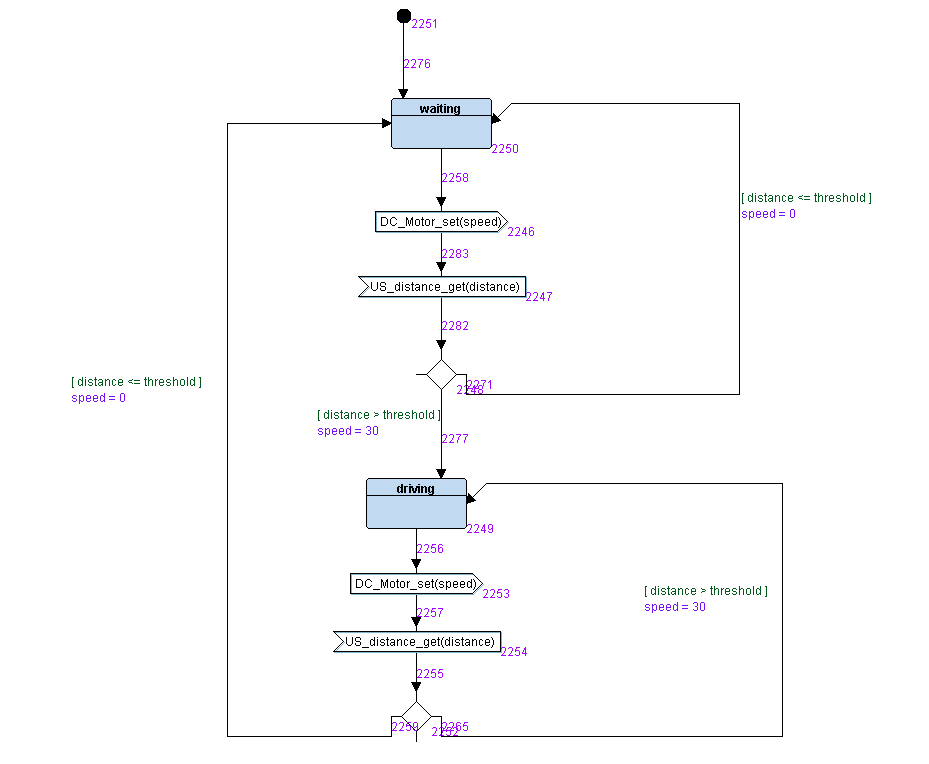 2251
2276
waiting
2250
2258
[ distance <= threshold ]
speed = 0
DC_Motor_set(speed)
2246
2283
US_distance_get(distance)
2247
2282
[ distance <= threshold ]
speed = 0
2271
2248
[ distance > threshold ]
speed = 30
2277
driving
2249
2256
DC_Motor_set(speed)
2253
[ distance > threshold ]
speed = 30
2257
US_distance_get(distance)
2254
2255
2259
2265
2252